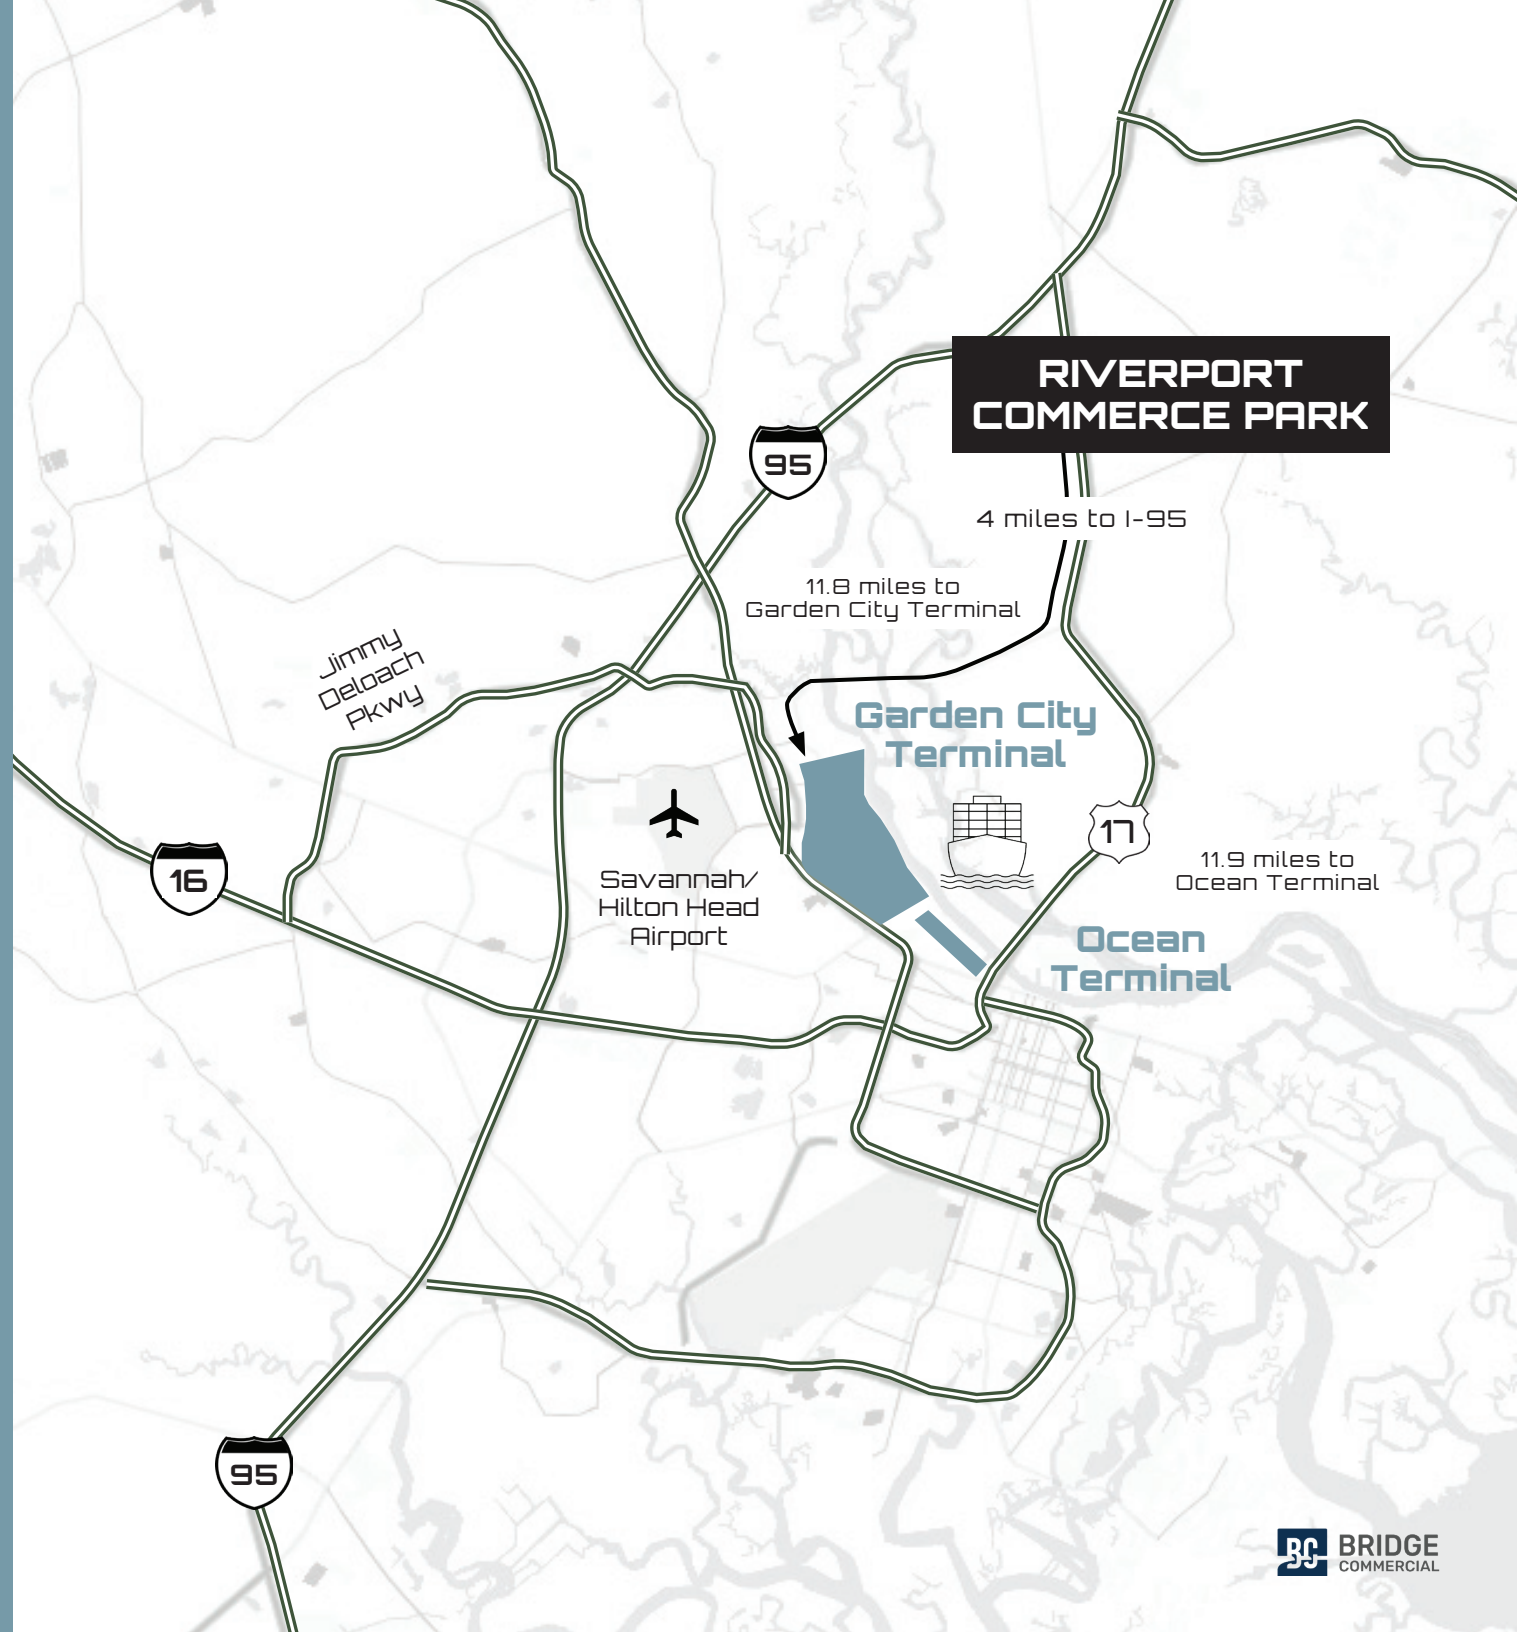 RIVERPORT
COMMERCE PARK
95
4 miles to I-95
11.8 miles to
Garden City Terminal
Jimmy
Deloach
Pkwy
Garden City
Terminal
17
16
Savannah/
Hilton Head
Airport
11.9 miles to
Ocean Terminal
Ocean
Terminal
95
BC
BRIDGE
COMMERCIAL